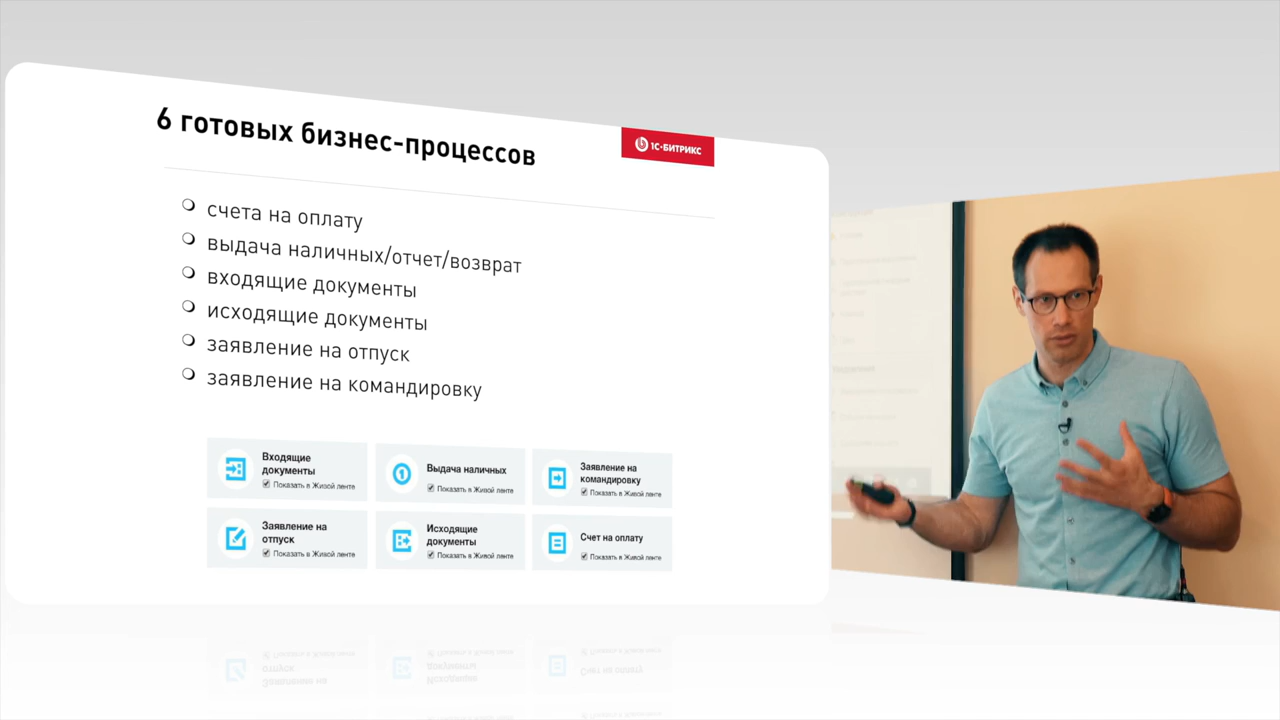 6 готовых бизнес-процессов
1С-БИТРИКС
счета на оплату
выдача наличных/отчет/возврат
входящие документы
исходящие документы
заявление на отпуск
заявление на командировку
Входящие
документы
Показать в Живой ленте
Выдача наличных
Показать в Живой ленте
Заявление на
командировку
Показать в Живой ленте
Заявление на
отпуск
Показать в Живой ленте
Исходящие
документы
Показать в Живой ленте
Счет на оплату
Показать в Живой ленте